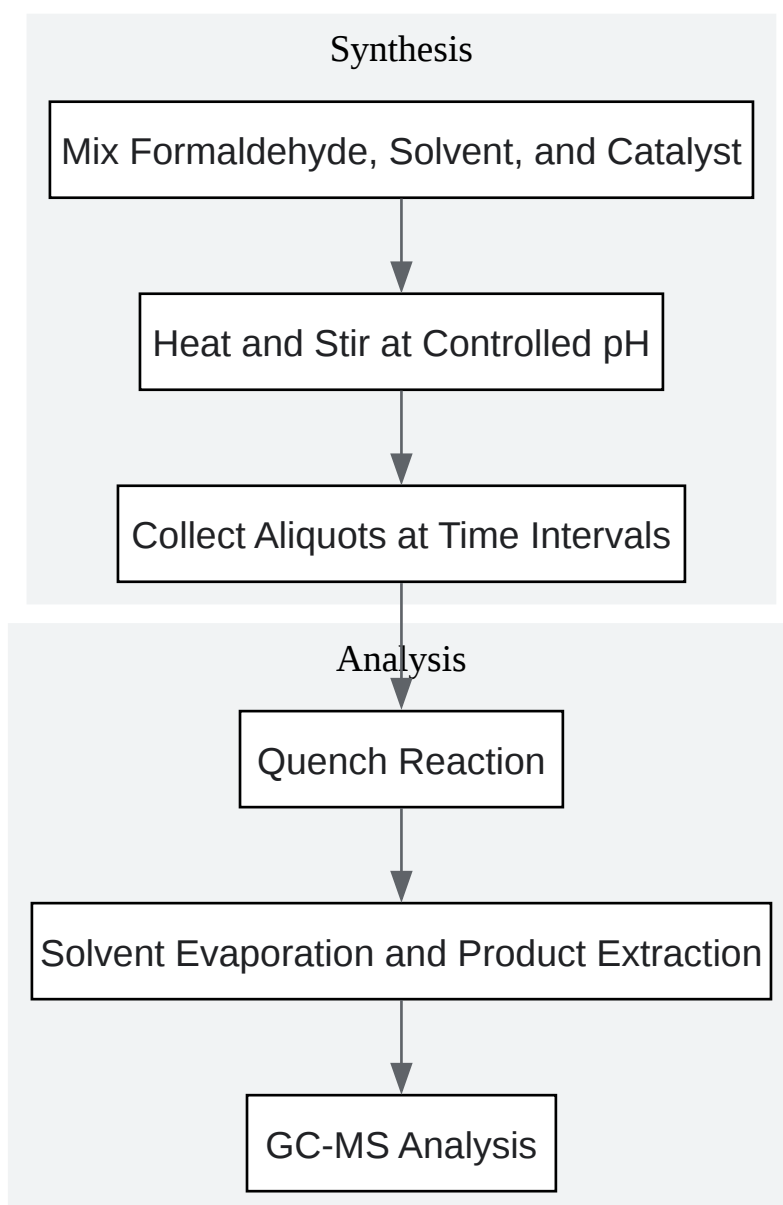 Synthesis
Mix Formaldehyde, Solvent, and Catalyst
Heat and Stir at Controlled pH
Collect Aliquots at Time Intervals
Analysis
Quench Reaction
Solvent Evaporation and Product Extraction
GC-MS Analysis